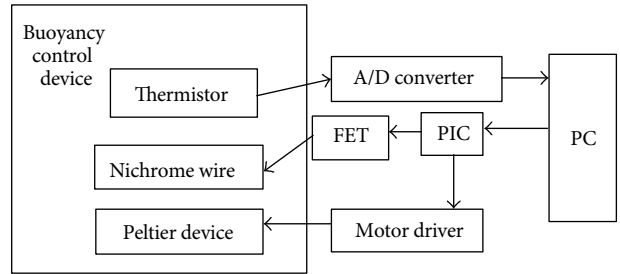 Buoyancy
control
device
Thermistor
A/D converter
FET
PIC
PC
Nichrome wire
Peltier device
Motor driver